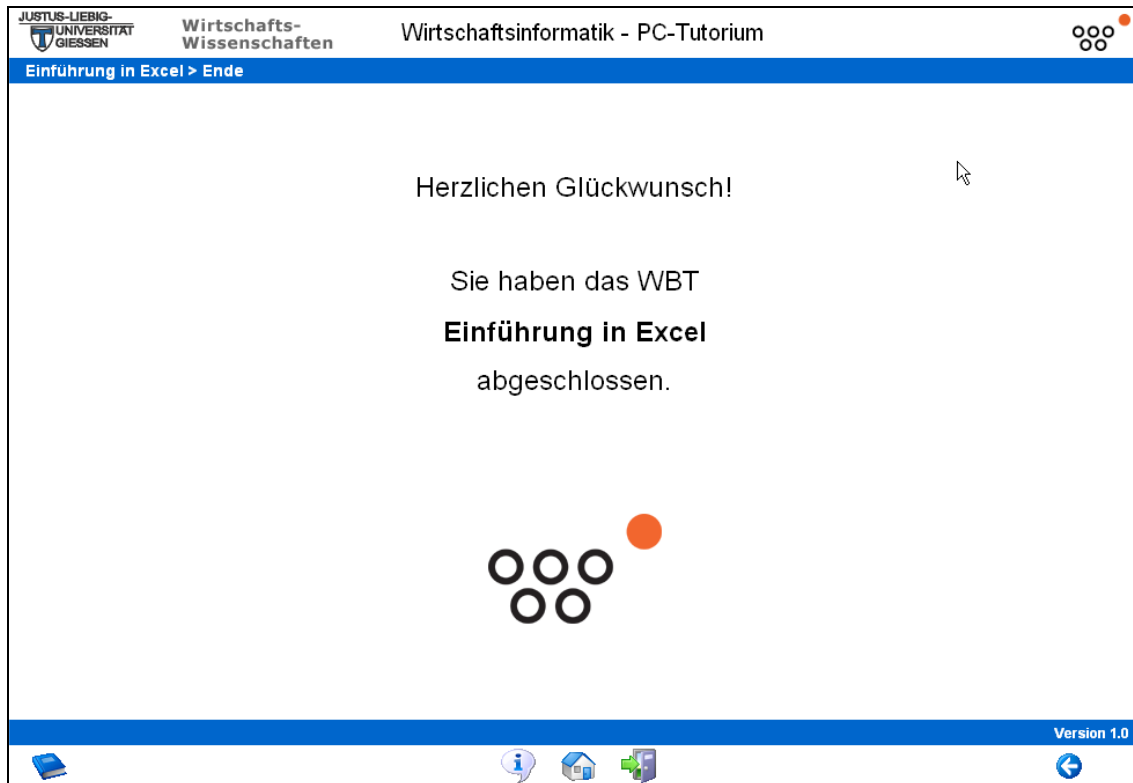 JUSTUS-LIEBIG-
UNIVERSITÄT
GIESSEN
Wirtschafts-
Wissenschaften
Wirtschaftsinformatik - PC-Tutorium
Einführung in Excel > Ende
Herzlichen Glückwunsch!
Sie haben das WBT
Einführung in Excel
abgeschlossen.
Version 1.0